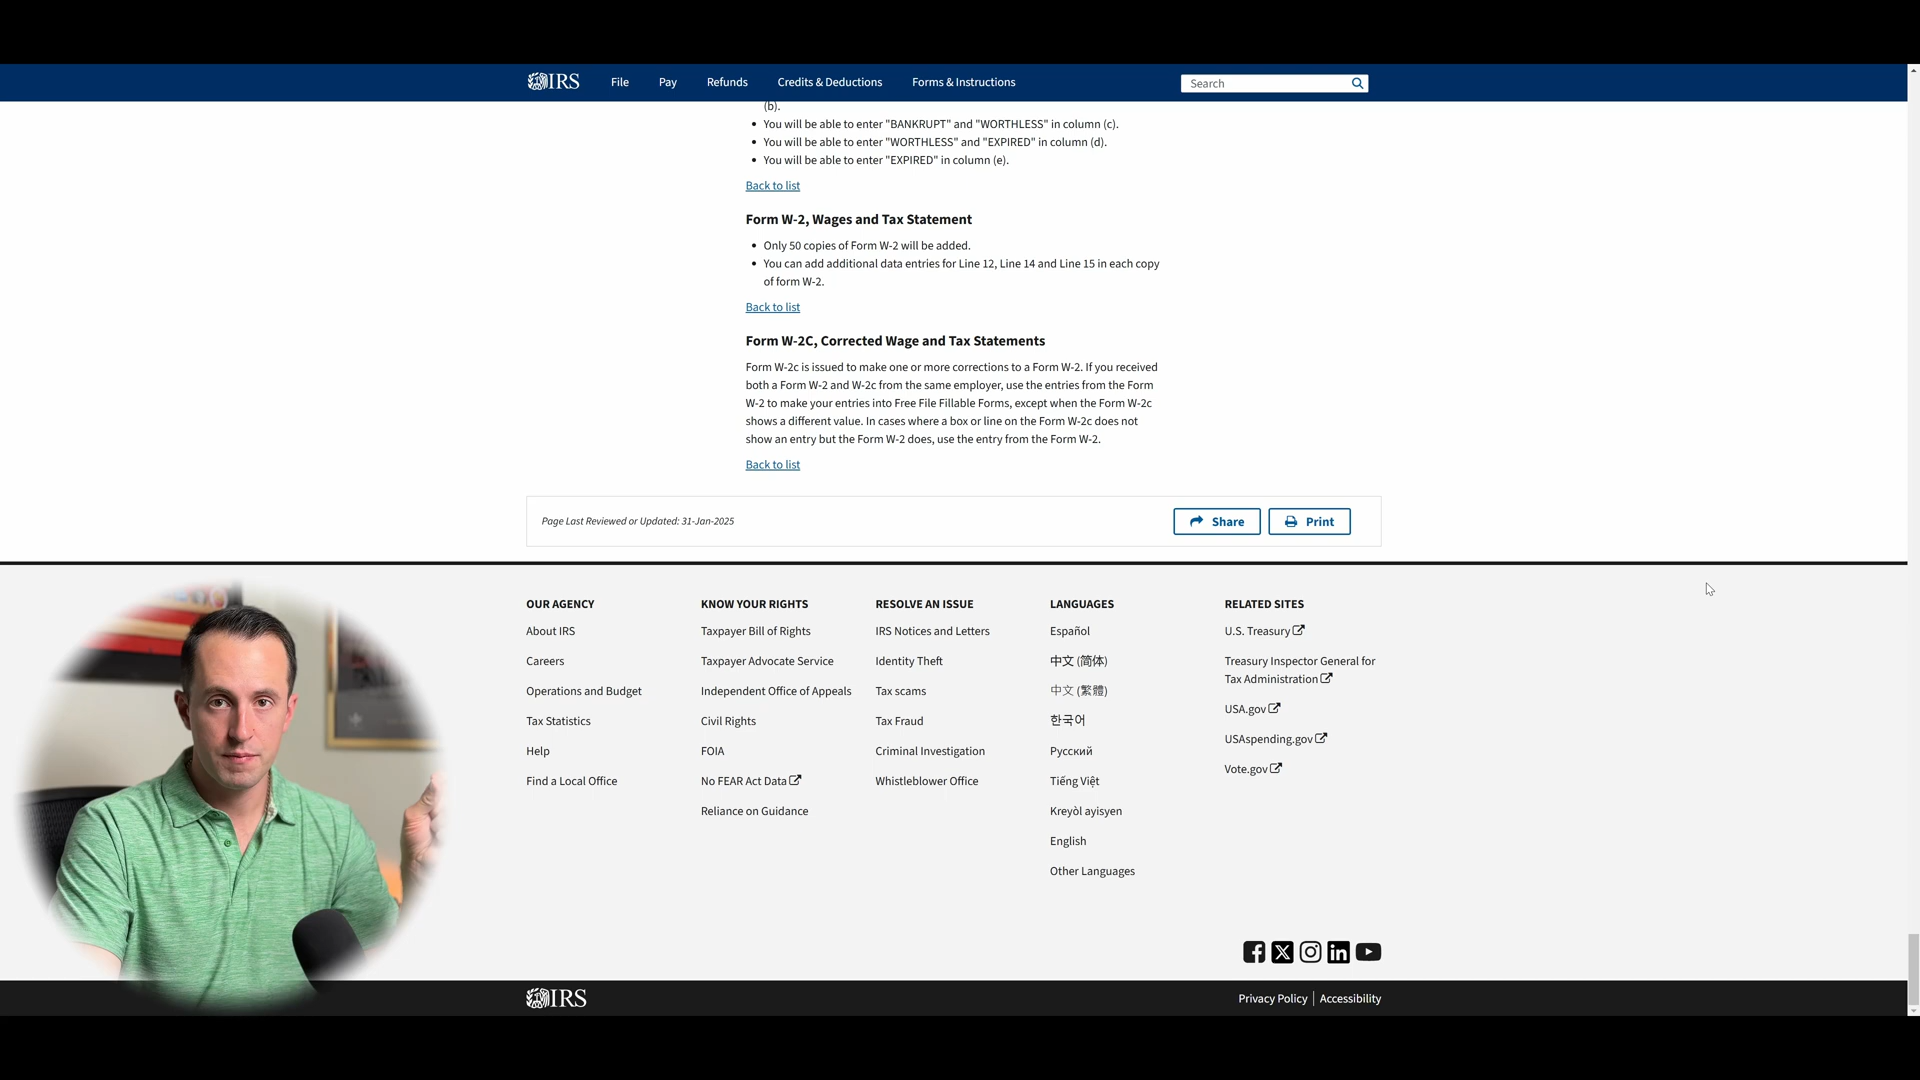 IRS File Pay Refunds Credits & Deductions Forms & Instructions Search
(b).
• You will be able to enter "BANKRUPT" and "WORTHLESS" in column (c).
• You will be able to enter "WORTHLESS" and "EXPIRED" in column (d).
• You will be able to enter "EXPIRED" in column (e).
Back to list
Form W-2, Wages and Tax Statement
• Only 50 copies of Form W-2 will be added.
• You can add additional data entries for Line 12, Line 14 and Line 15 in each copy
of form W-2.
Back to list
Form W-2C, Corrected Wage and Tax Statements
Form W-2c is issued to make one or more corrections to a Form W-2. If you received
both a Form W-2 and W-2c from the same employer, use the entries from the Form
W-2 to make your entries into Free File Fillable Forms, except when the Form W-2c
shows a different value. In cases where a box or line on the Form W-2c does not
show an entry but the Form W-2 does, use the entry from the Form W-2.
Back to list
Page Last Reviewed or Updated: 31-Jan-2025 Share Print
OUR AGENCY
About IRS
Careers
Operations and Budget
Tax Statistics
Help
Find a Local Office
KNOW YOUR RIGHTS
Taxpayer Bill of Rights
Taxpayer Advocate Service
Independent Office of Appeals
Civil Rights
FOIA
No FEAR Act Data
Reliance on Guidance
RESOLVE AN ISSUE
IRS Notices and Letters
Identity Theft
Tax scams
Tax Fraud
Criminal Investigation
Whistleblower Office
LANGUAGES
Español
中文 (简体)
中文 (繁體)
한국어
Русский
Tiếng Việt
Kreyòl ayisyen
English
Other Languages
RELATED SITES
U.S. Treasury
Treasury Inspector General for
Tax Administration
USA.gov
USAspending.gov
Vote.gov
IRS Privacy Policy | Accessibility